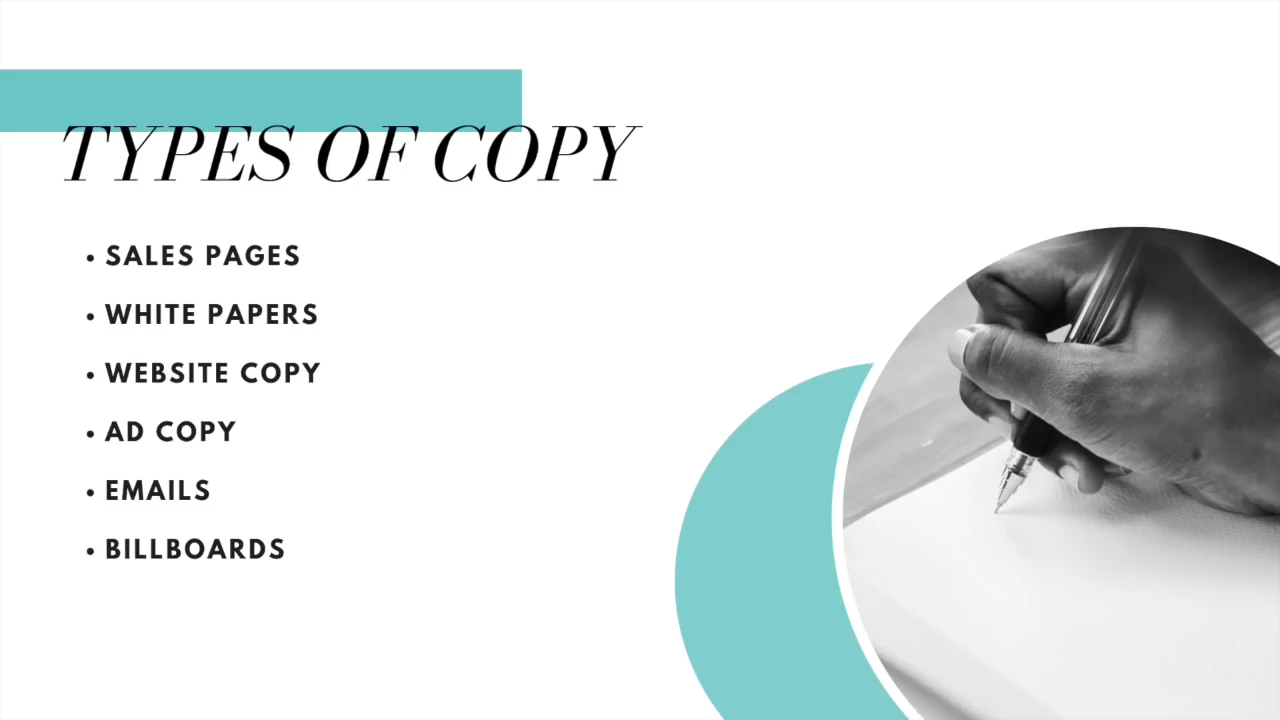 TYPES OF COPY
• SALES PAGES
• WHITE PAPERS
• WEBSITE COPY
• AD COPY
• EMAILS
• BILLBOARDS